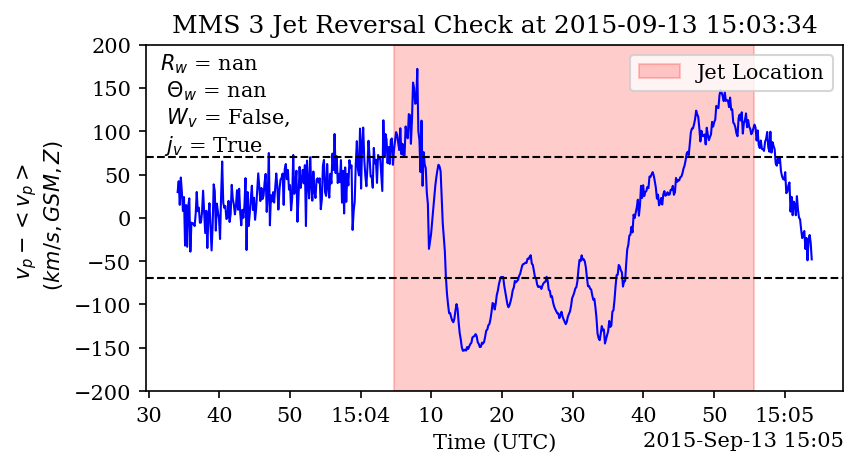 MMS 3 Jet Reversal Check at 2015-09-13 15:03:34
R_w = nan
Θ_w = nan
W_v = False,
j_v = True
Jet Location
v_p − < v_p >
(km/s, GSM, Z)
200
150
100
50
0
−50
−100
−150
−200
30 40 50 15:04 10 20 30 40 50 15:05
Time (UTC)
2015-Sep-13 15:05